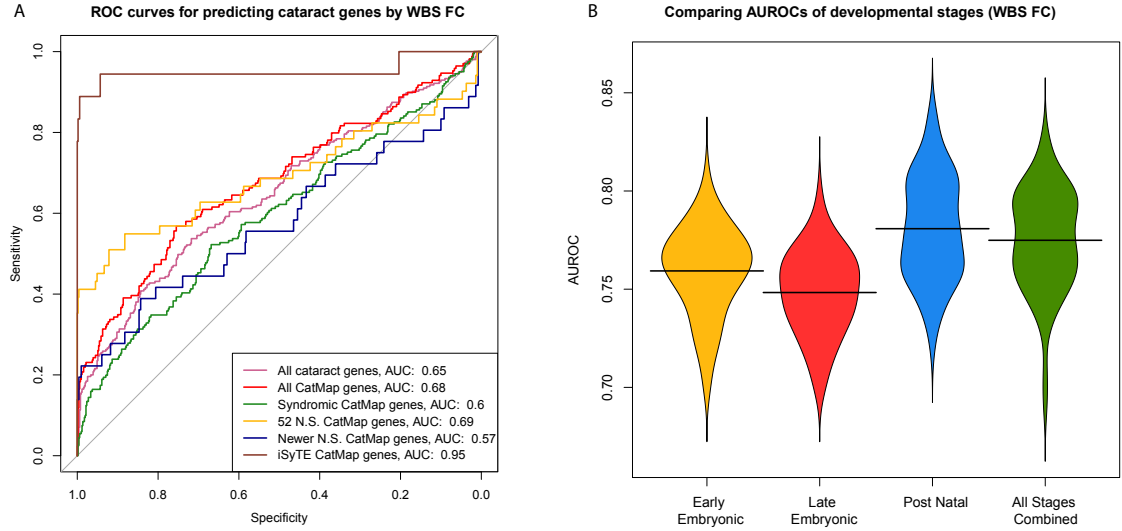 A
ROC curves for predicting cataract genes by WBS FC
Sensitivity
1.0
0.8
0.6
0.4
0.2
0.0
All cataract genes, AUC: 0.65
All CatMap genes, AUC: 0.68
Syndromic CatMap genes, AUC: 0.6
52 N.S. CatMap genes, AUC: 0.69
Newer N.S. CatMap genes, AUC: 0.57
iSyTE CatMap genes, AUC: 0.95
1.0 0.8 0.6 0.4 0.2 0.0
Specificity
B
Comparing AUROCs of developmental stages (WBS FC)
AUROC
0.85
0.80
0.75
0.70
Early
Embryonic
Late
Embryonic
Post Natal
All Stages
Combined